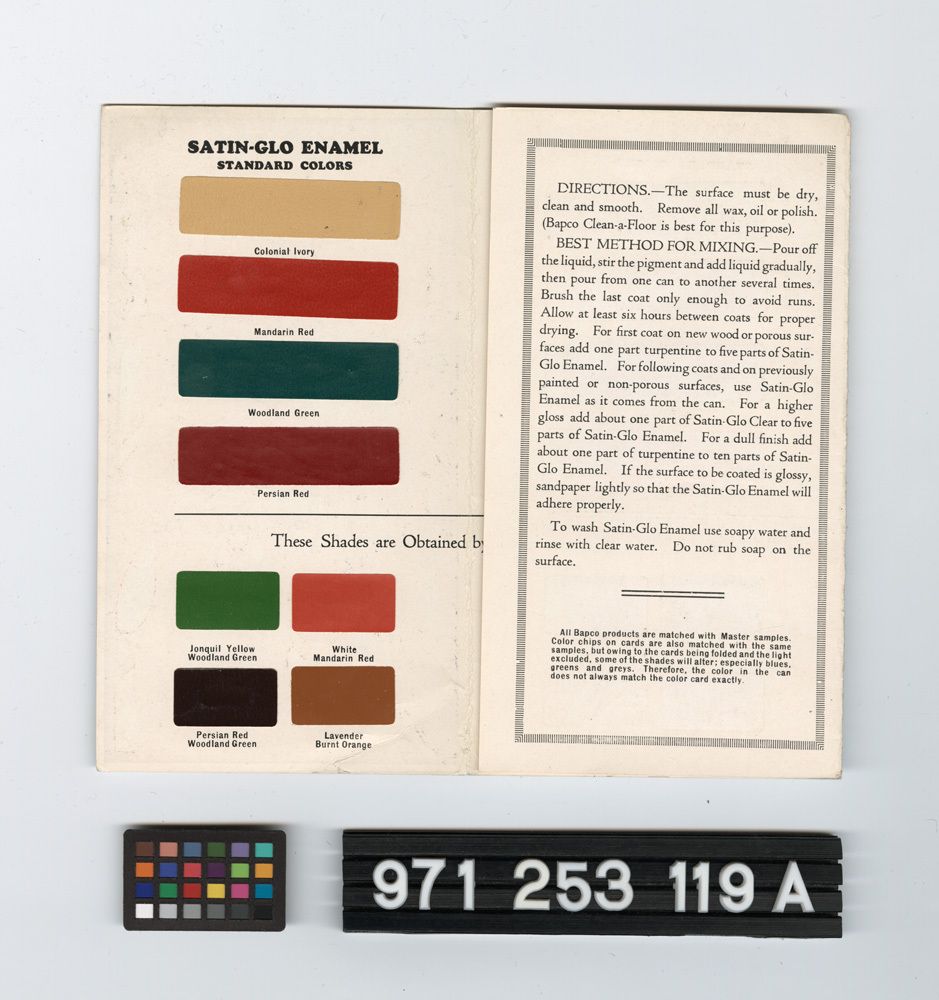 SATIN-GLO ENAMEL
STANDARD COLORS
Colonial Ivory
Mandarin Red
Woodland Green
Persian Red
These Shades are Obtained by
Jonquil Yellow
Woodland Green
White
Mandarin Red
Persian Red
Woodland Green
Lavender
Burnt Orange
DIRECTIONS.—The surface must be dry,
clean and smooth. Remove all wax, oil or polish.
(Bapco Clean-a-Floor is best for this purpose).
BEST METHOD FOR MIXING.—Pour off
the liquid, stir the pigment and add liquid gradually,
then pour from one can to another several times.
Brush the last coat only enough to avoid runs.
Allow at least six hours between coats for proper
drying. For first coat on new wood or porous sur-
faces add one part turpentine to five parts of Satin-
Glo Enamel. For following coats and on previously
painted or non-porous surfaces, use Satin-Glo
Enamel as it comes from the can. For a higher
gloss add about one part of Satin-Glo Clear to five
parts of Satin-Glo Enamel. For a dull finish add
about one part of turpentine to ten parts of Satin-
Glo Enamel. If the surface to be coated is glossy,
sandpaper lightly so that the Satin-Glo Enamel will
adhere properly.
To wash Satin-Glo Enamel use soapy water and
rinse with clear water. Do not rub soap on the
surface.
All Bapco products are matched with Master samples.
Color chips on cards are also matched with the same
samples, but owing to the cards being folded and the light
excluded, some of the shades will alter; especially blues,
greens and greys. Therefore, the color in the can
does not always match the color card exactly.
971 253 119 A